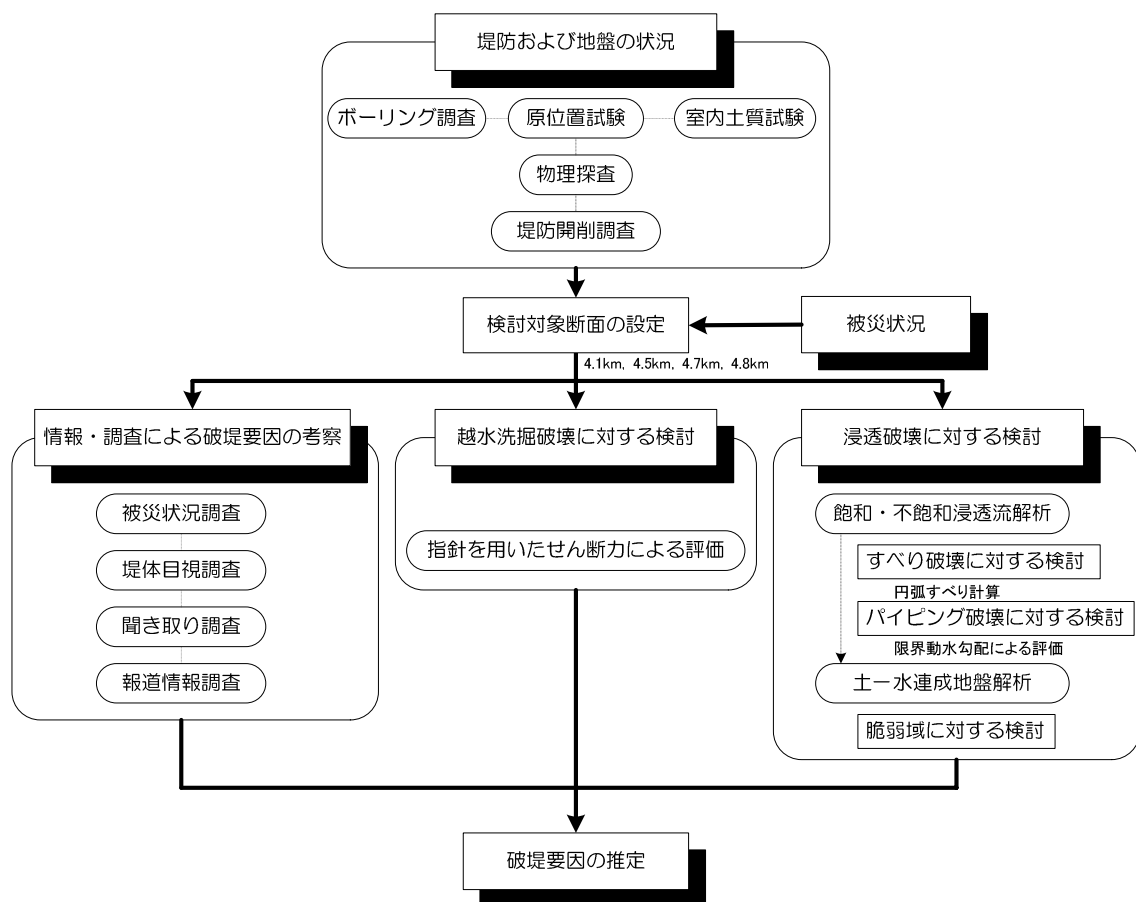 堤防および地盤の状況
ボーリング調査
原位置試験
室内土質試験
物理探査
堤防開削調査
検討対象断面の設定
被災状況
4.1km, 4.5km, 4.7km, 4.8km
情報・調査による破堤要因の考察
被災状況調査
堤体目視調査
聞き取り調査
報道情報調査
越水洗掘破壊に対する検討
指針を用いたせん断力による評価
浸透破壊に対する検討
飽和・不飽和浸透流解析
すべり破壊に対する検討
円弧すべり計算
パイピング破壊に対する検討
限界動水勾配による評価
土ー水連成地盤解析
脆弱域に対する検討
破堤要因の推定